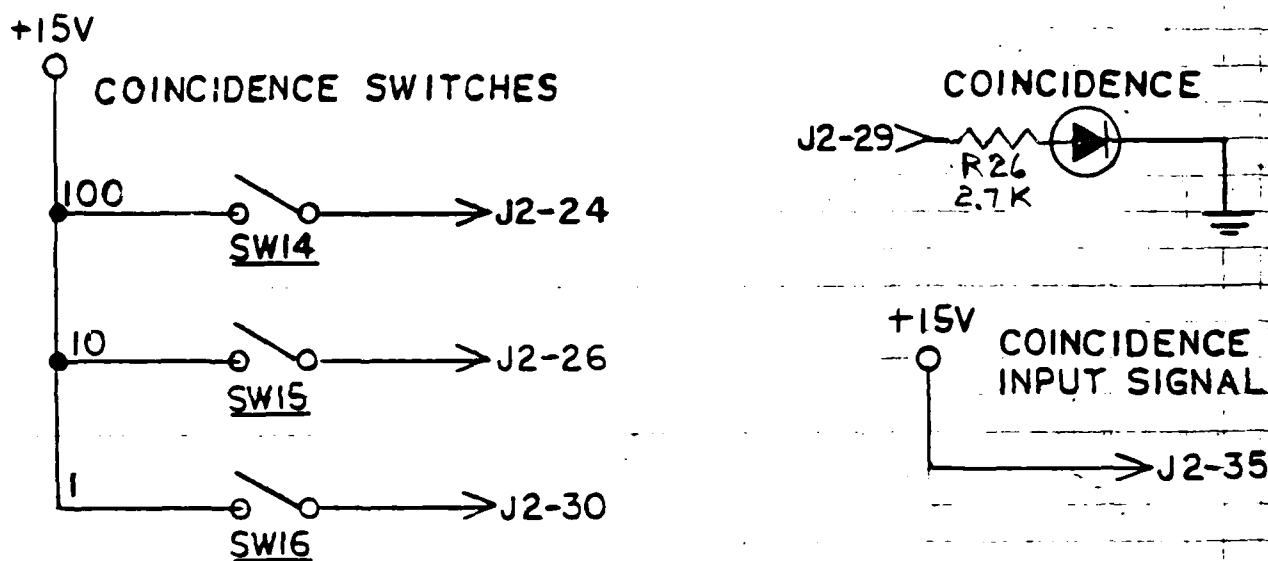 +15V
COINCIDENCE SWITCHES
100
SW14
J2-24
10
SW15
J2-26
1
SW16
J2-30
COINCIDENCE
J2-29
R26
2.7K
+15V
COINCIDENCE
INPUT SIGNAL
J2-35